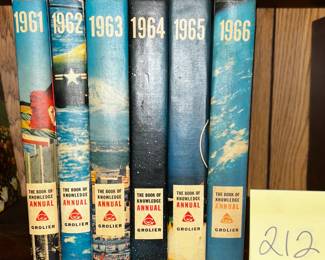 1961
THE BOOK OF
KNOWLEDGE
ANNUAL
GROLIER
1962
THE BOOK OF
KNOWLEDGE
ANNUAL
GROLIER
1963
THE BOOK OF
KNOWLEDGE
ANNUAL
GROLIER
1964
THE BOOK OF
KNOWLEDGE
ANNUAL
GROLIER
1965
THE BOOK OF
KNOWLEDGE
ANNUAL
GROLIER
1966
THE BOOK OF
KNOWLEDGE
ANNUAL
GROLIER
212